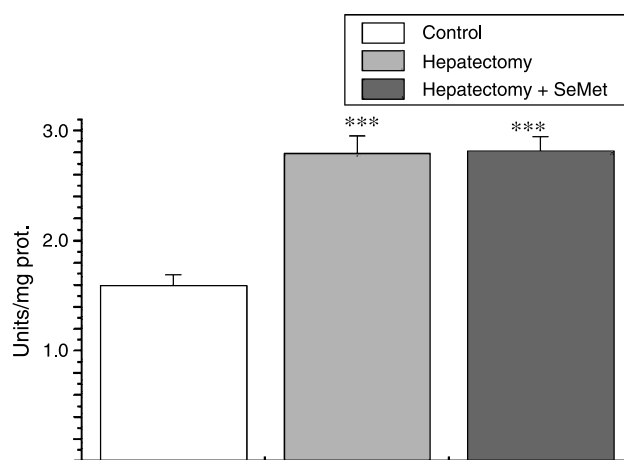 Control
Hepatectomy
Hepatectomy + SeMet
***
***
3.0
2.0
1.0
Units/mg prot.